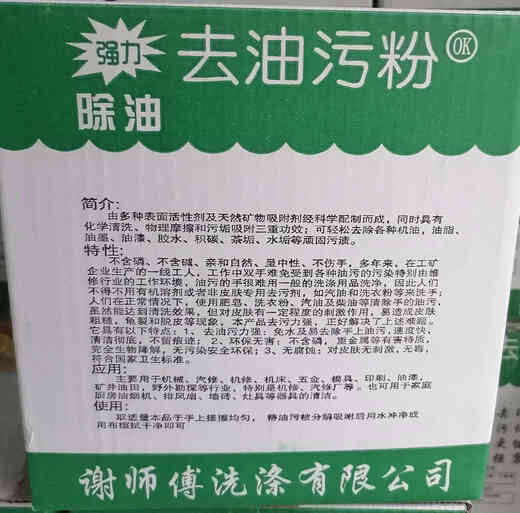 强力
除油
去油污粉
OK
简介:
由多种表面活性剂及天然矿物吸附剂经科学配制而成，同时具有
化学清洗、物理摩擦和污垢吸附三重功效；可轻松去除各种机油，油脂，
油墨、油漆，胶水、积碳、茶垢、水垢等顽固污渍。
特性:
不含磷、不含碱、亲和自然、显中性、不伤手，多年来，在工矿
企业生产的一线工人，工作中双手难免受到各种油污的污染特别由维
修行业的工作环境，油污的手很难用一般的洗涤用品洗净，因此人们
不得不用有机溶剂或者非皮肤专用去污剂，如汽油和洗衣粉等来洗手；
人们在正常情况下，使用肥皂、洗衣粉、汽油及柴油等清除手的油污，
虽然能达到清洗效果，但对皮肤有一定程度的刺激作用，易造成皮肤
粗糙，龟裂和脱皮等现象，本产品去污力强，正好解决了上述难题。
它具有以下特点：1、去油污力强：免水及易去除手上油污，速度快，
清洁彻底，不留痕迹；2、环保无害：不含磷，重金属等有害特质，
完全生物降解，无污染安全环保；3、无腐蚀：对皮肤无刺激，无毒，
符合国家卫生标准。
应用:
主要用于机械、汽修、机修、机床、五金、模具、印刷、油漆，
矿井油田，野外勘探等行业，特别是机修、汽修厂等。也可用于家庭
厨房油烟机、排风扇、墙砖、灶具等器具的清洁。
使用:
取适量本品于手上搓擦均匀，待油污被分解吸附后用水冲净或
用布擦拭干净即可
谢师傅洗涤有限公司